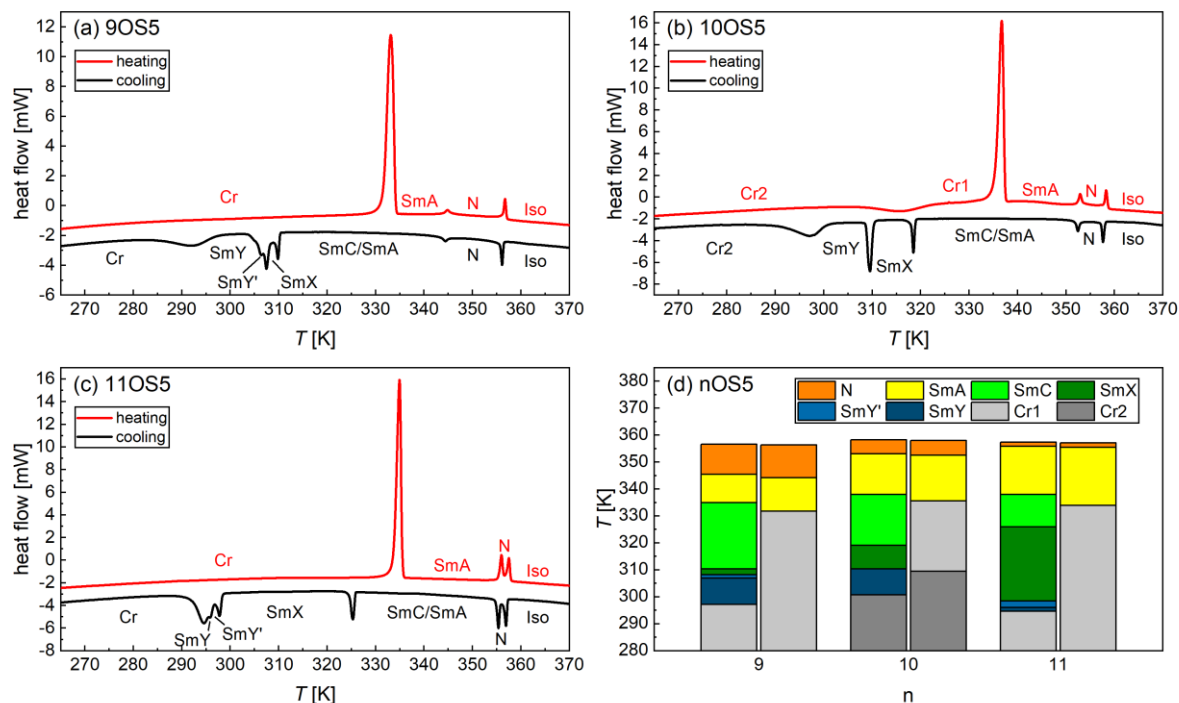 (a) 9OS5
heating
cooling
heat flow [mW]
12
10
8
6
4
2
0
-2
-4
-6
Cr
SmA
N
Iso
Cr
SmY
SmY'
SmX
SmC/SmA
N
Iso
270 280 290 300 310 320 330 340 350 360 370
T [K]
(b) 10OS5
heating
cooling
heat flow [mW]
16
14
12
10
8
6
4
2
0
-2
-4
-6
-8
Cr2
Cr1
SmA
N
Iso
Cr2
SmY
SmX
SmC/SmA
N
Iso
270 280 290 300 310 320 330 340 350 360 370
T [K]
(c) 11OS5
heating
cooling
heat flow [mW]
16
14
12
10
8
6
4
2
0
-2
-4
-6
-8
Cr
SmA
N
Iso
Cr
SmY
SmY'
SmX
SmC/SmA
N
Iso
270 280 290 300 310 320 330 340 350 360 370
T [K]
(d) nOS5
N SmA SmC SmX
SmY' SmY Cr1 Cr2
T [K]
380
370
360
350
340
330
320
310
300
290
280
9 10 11
n